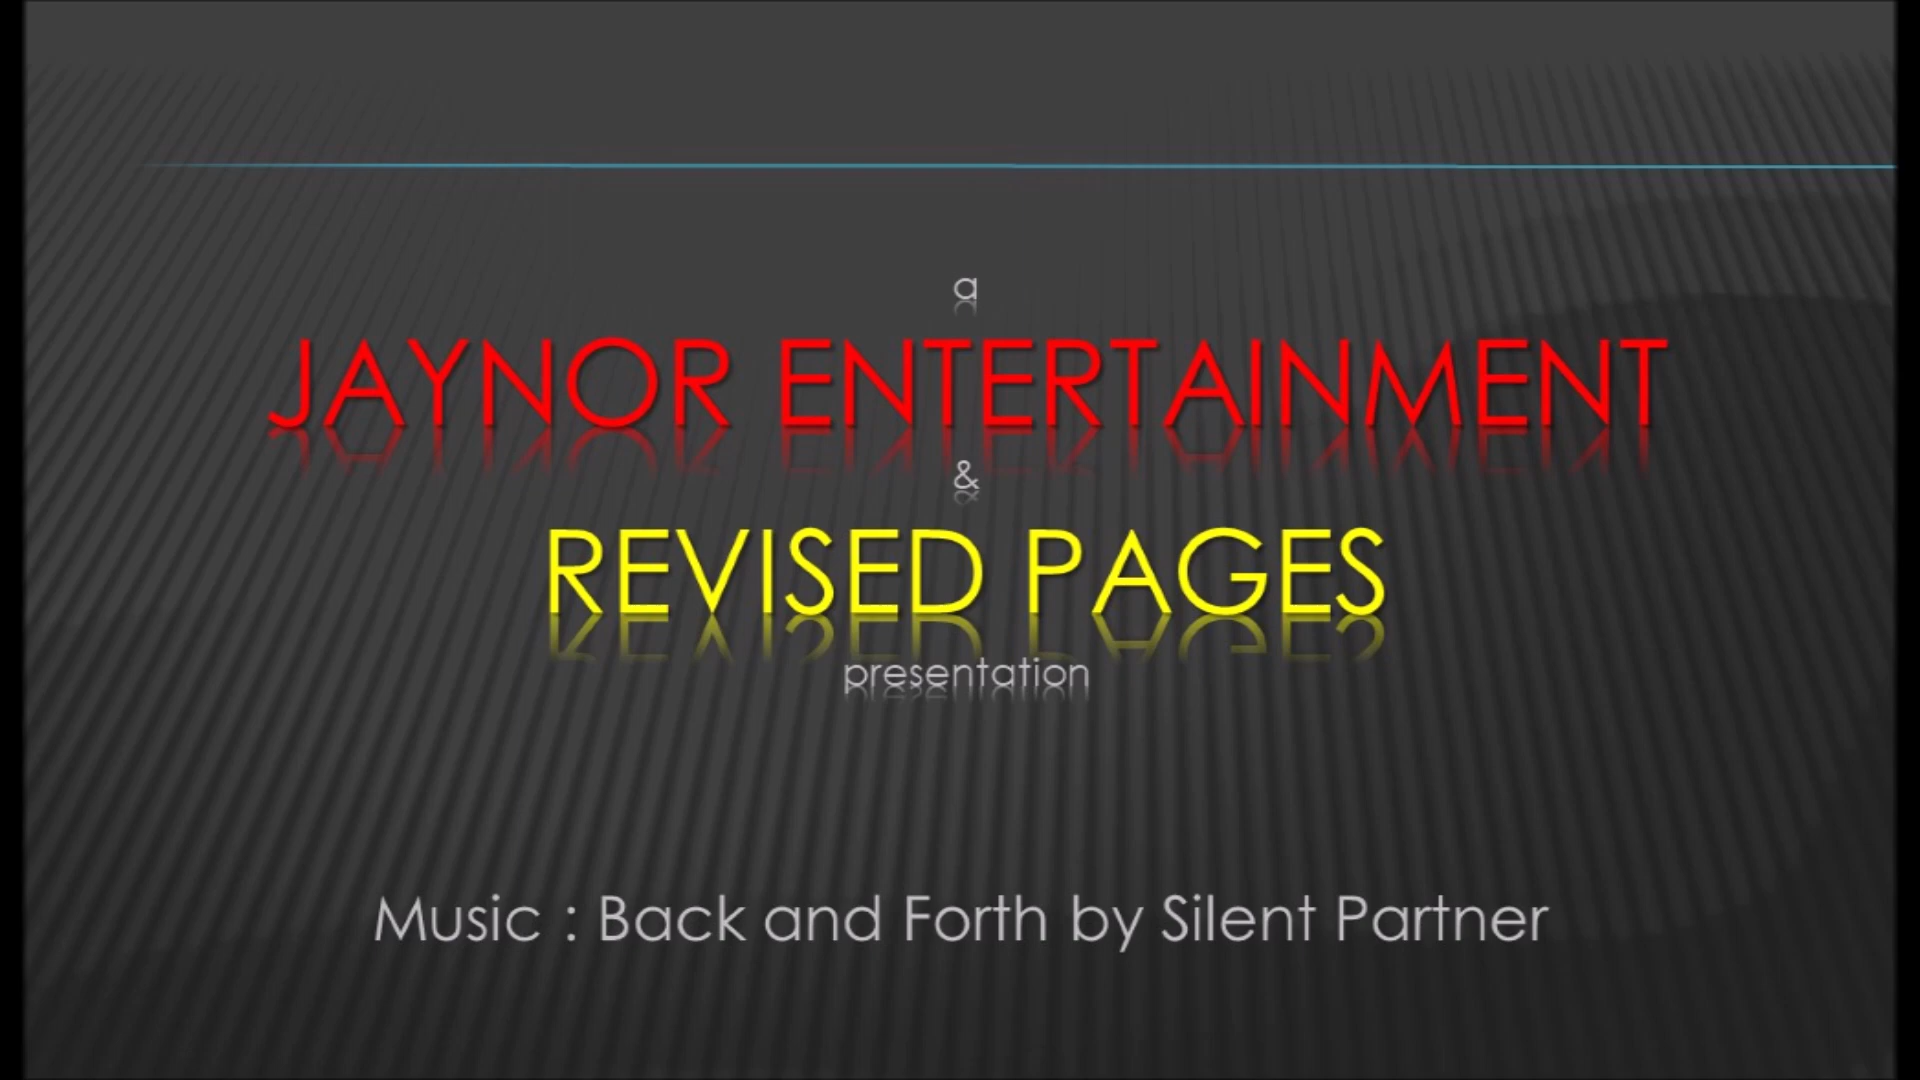 a
JAYNOR ENTERTAINMENT
&
REVISED PAGES
presentation
Music : Back and Forth by Silent Partner